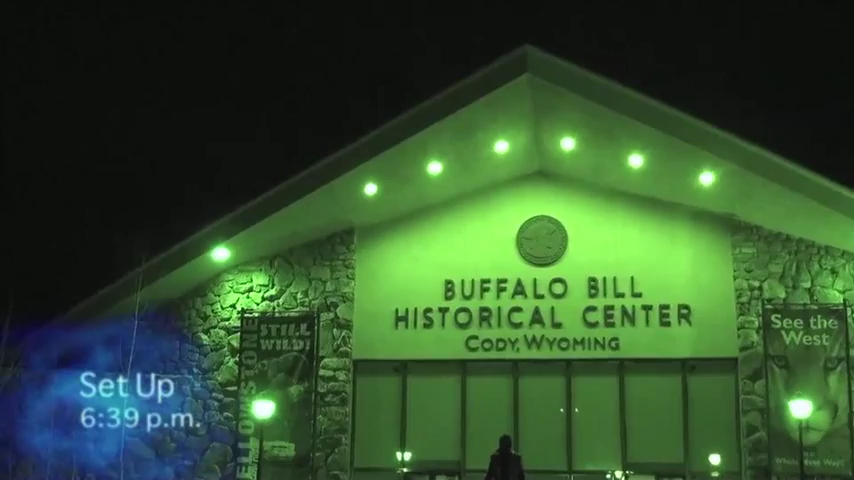 BUFFALO BILL
HISTORICAL CENTER
CODY, WYOMING
STILL
WILD!
See the
West
Set Up
6:39 p.m.